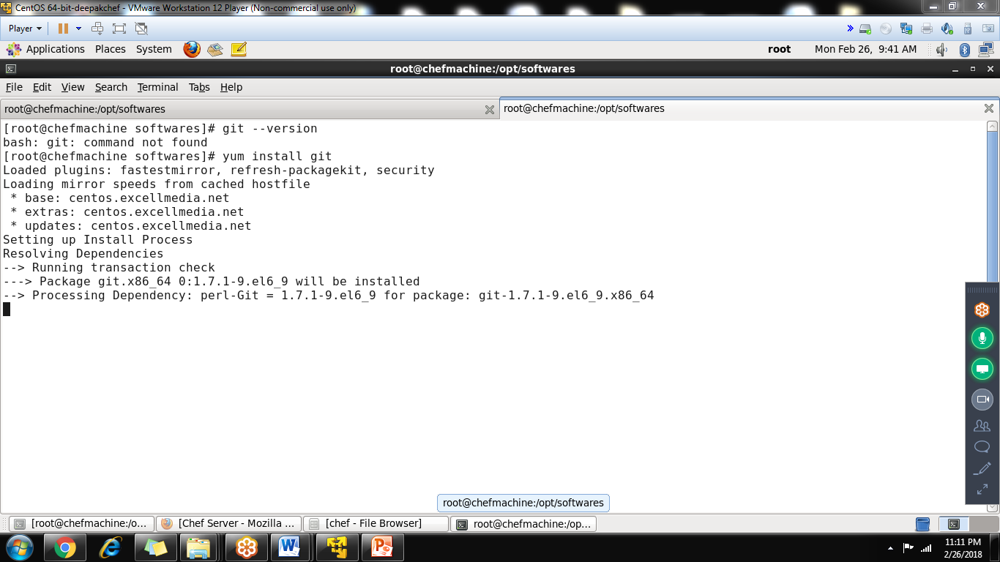 CentOS 64-bit-deepakchef - VMware Workstation 12 Player (Non-commercial use only)
Player
Applications Places System root Mon Feb 26, 9:41 AM
root@chefmachine:/opt/softwares
File Edit View Search Terminal Tabs Help
root@chefmachine:/opt/softwares root@chefmachine:/opt/softwares
[root@chefmachine softwares]# git --version
bash: git: command not found
[root@chefmachine softwares]# yum install git
Loaded plugins: fastestmirror, refresh-packagekit, security
Loading mirror speeds from cached hostfile
 * base: centos.excellmedia.net
 * extras: centos.excellmedia.net
 * updates: centos.excellmedia.net
Setting up Install Process
Resolving Dependencies
--> Running transaction check
---> Package git.x86_64 0:1.7.1-9.el6_9 will be installed
--> Processing Dependency: perl-Git = 1.7.1-9.el6_9 for package: git-1.7.1-9.el6_9.x86_64
root@chefmachine:/opt/softwares
[root@chefmachine:/o... [Chef Server - Mozilla ... [chef - File Browser] root@chefmachine:/op...
11:11 PM
2/26/2018